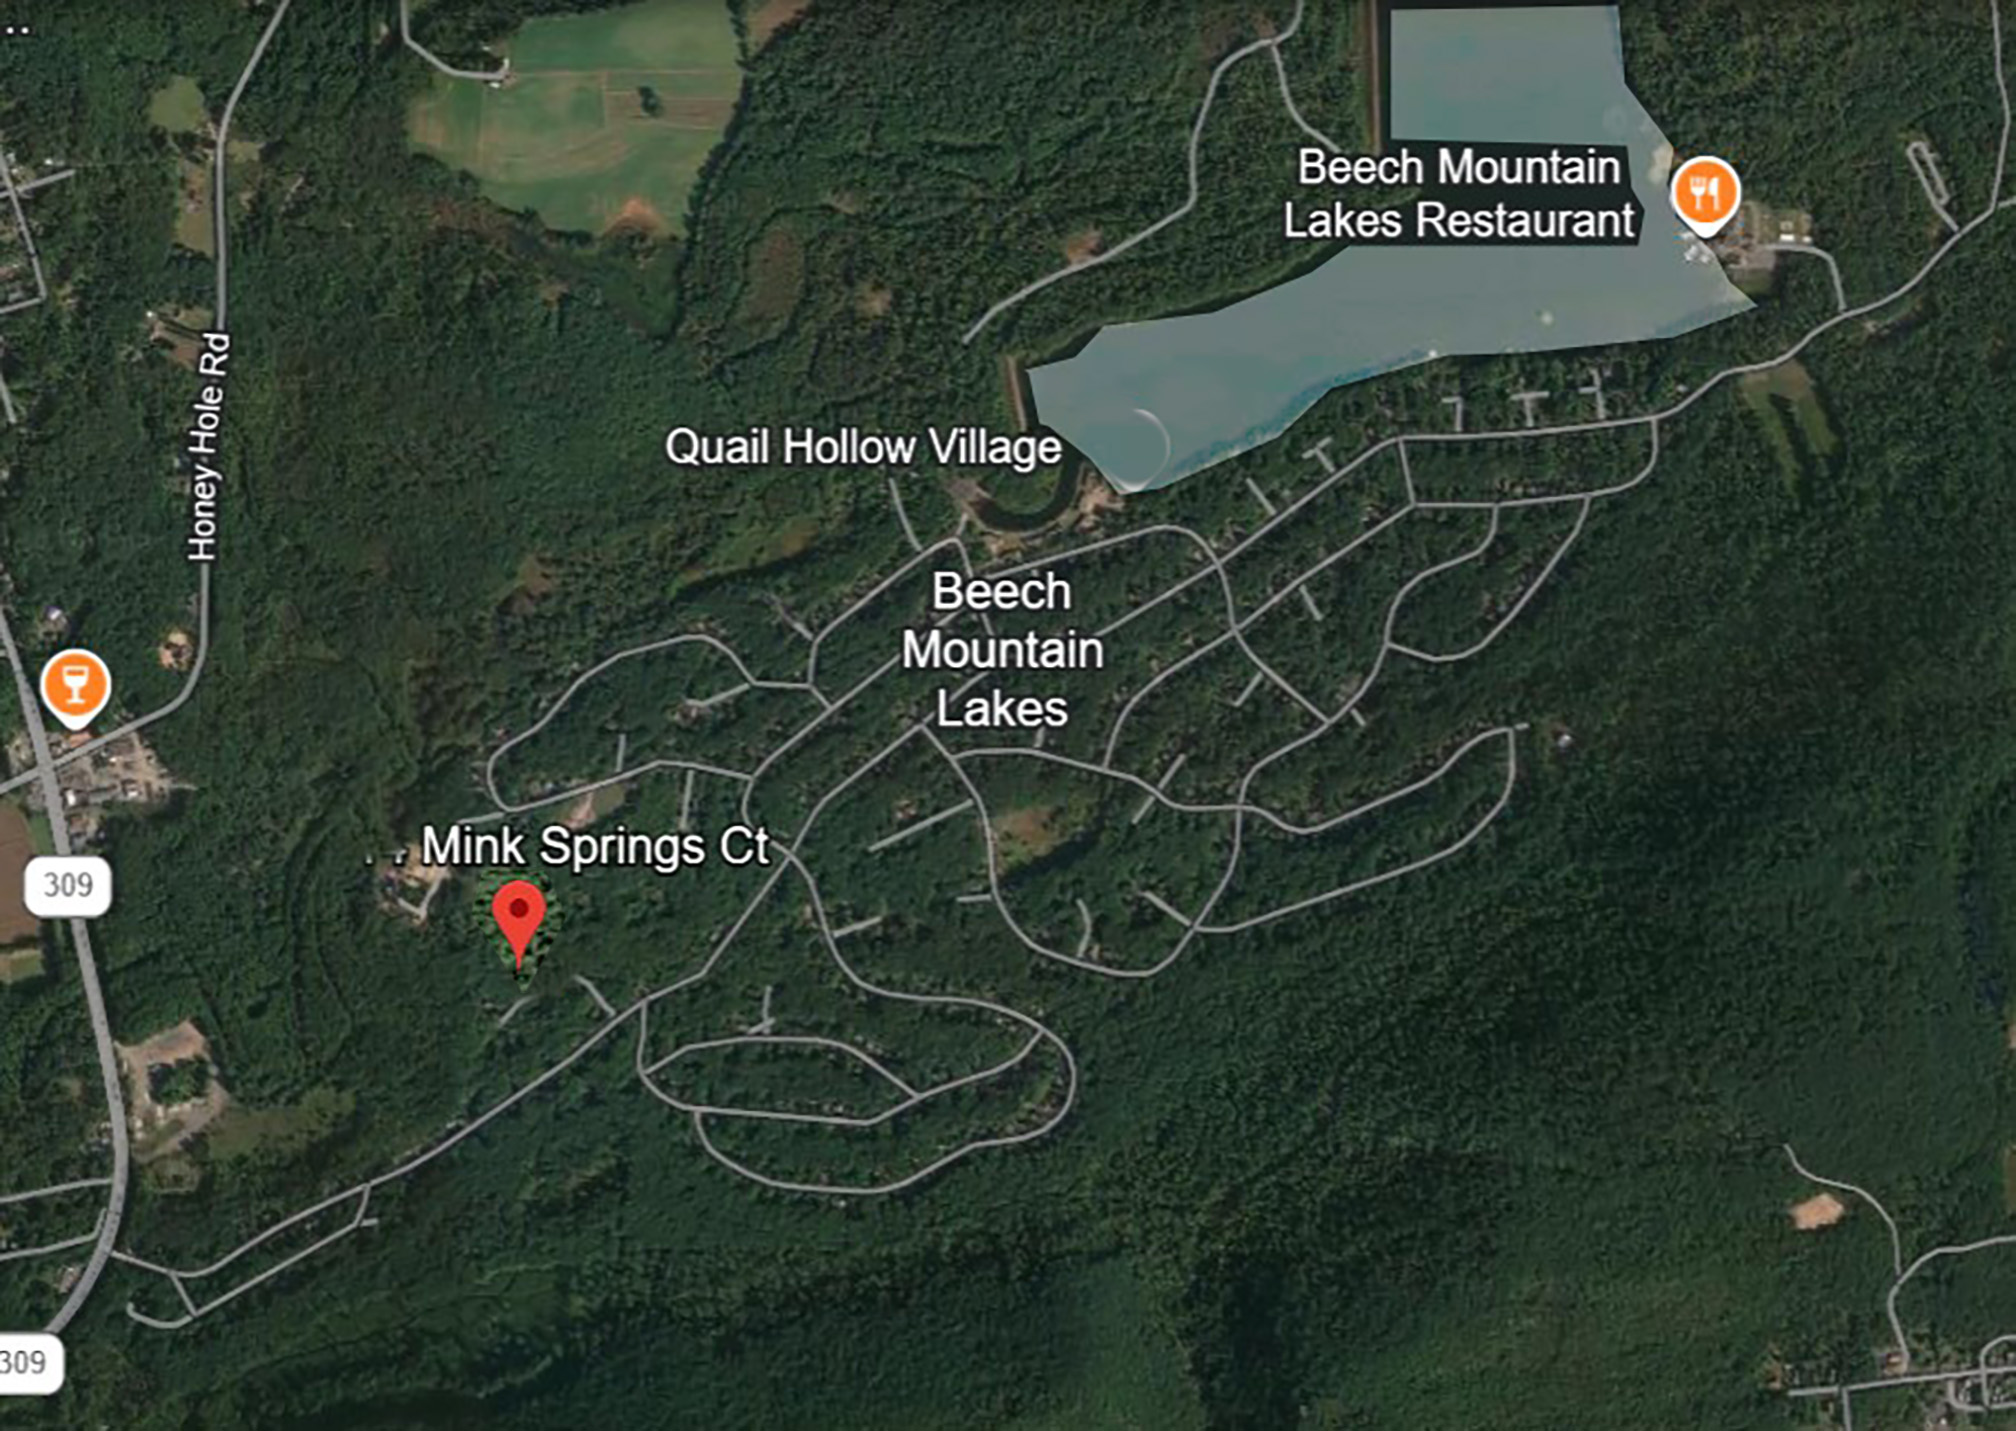 Beech Mountain
Lakes Restaurant
Honey Hole Rd
Quail Hollow Village
Beech
Mountain
Lakes
Mink Springs Ct
309
309